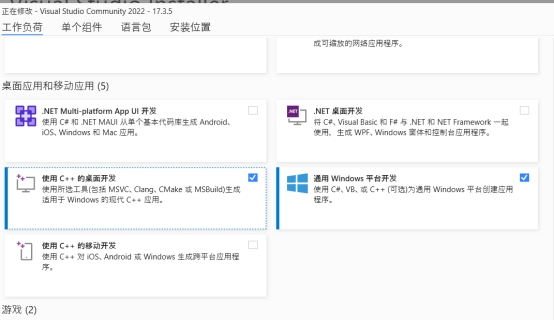 正在修改 - Visual Studio Community 2022 - 17.3.5
工作负荷 单个组件 语言包 安装位置
成可缩放的网络应用程序。
桌面应用和移动应用 (5)
.NET Multi-platform App UI 开发
使用 C# 和 .NET MAUI 从单个基本代码库生成 Android、
iOS、Windows 和 Mac 应用。
.NET 桌面开发
将 C#、Visual Basic 和 F# 与 .NET 和 .NET Framework 一起
使用，生成 WPF、Windows 窗体和控制台应用程序。
使用 C++ 的桌面开发
使用所选工具(包括 MSVC、Clang、CMake 或 MSBuild)生成
适用于 Windows 的现代 C++ 应用。
通用 Windows 平台开发
使用 C#、VB、或 C++ (可选)为通用 Windows 平台创建应用
程序。
使用 C++ 的移动开发
使用 C++ 对 iOS、Android 或 Windows 生成跨平台应用程
序。
游戏 (2)